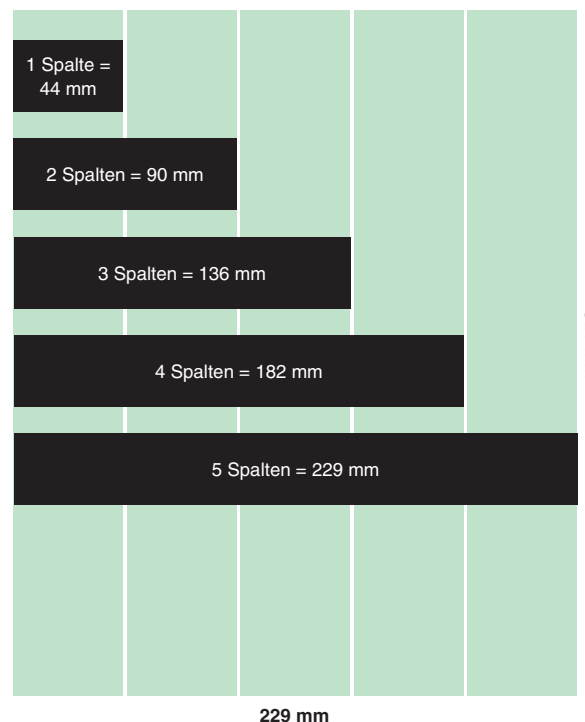 1 Spalte =
44 mm
2 Spalten = 90 mm
3 Spalten = 136 mm
4 Spalten = 182 mm
5 Spalten = 229 mm
229 mm